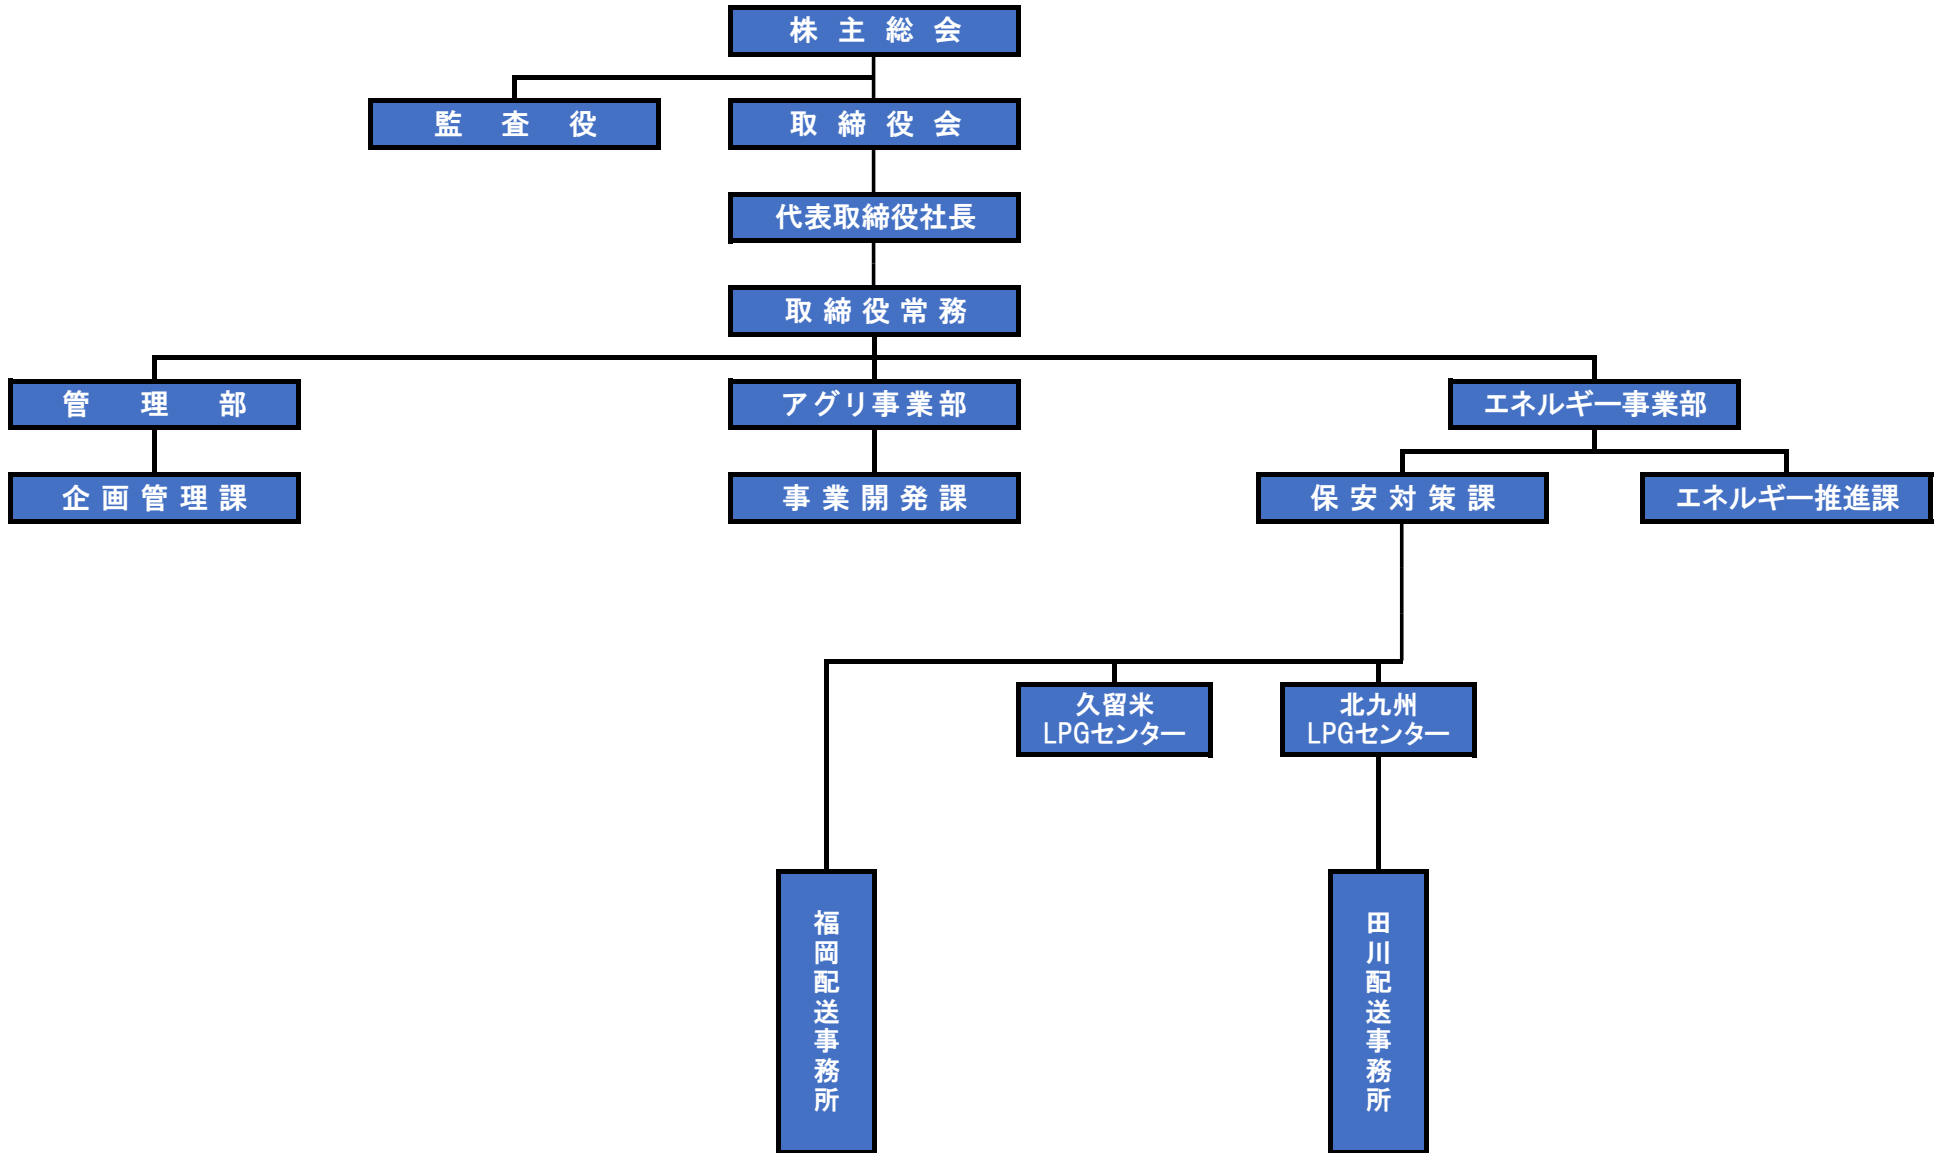 株主総会
監査役
取締役会
代表取締役社長
取締役常務
管理部
アグリ事業部
エネルギー事業部
企画管理課
事業開発課
保安対策課
エネルギー推進課
久留米
LPGセンター
北九州
LPGセンター
福岡配送事務所
田川配送事務所